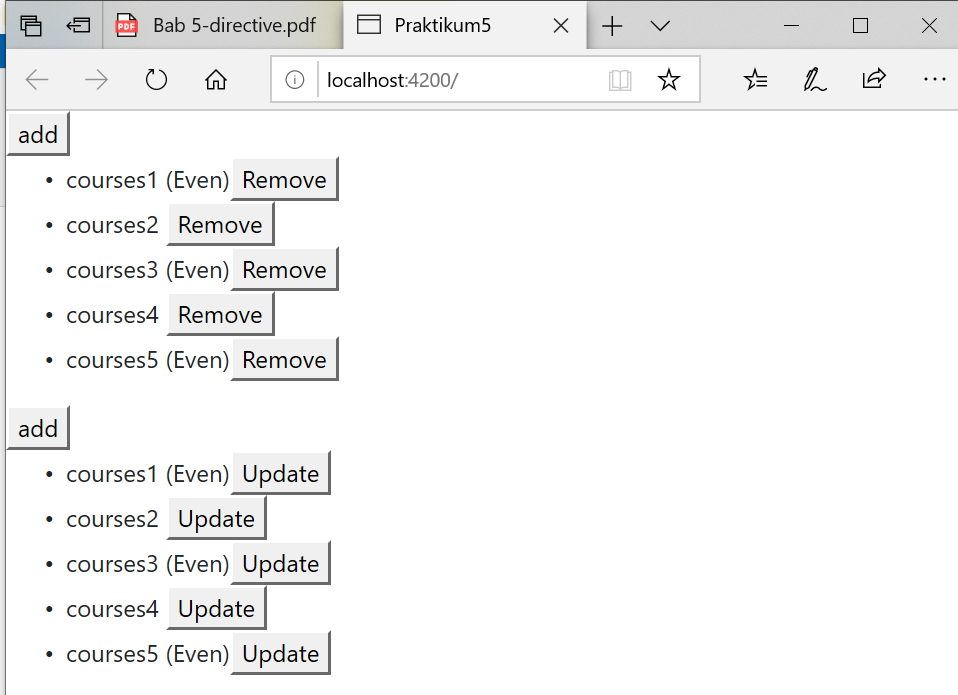 Bab 5-directive.pdf Praktikum5
localhost:4200/
add
• courses1 (Even) Remove
• courses2 Remove
• courses3 (Even) Remove
• courses4 Remove
• courses5 (Even) Remove
add
• courses1 (Even) Update
• courses2 Update
• courses3 (Even) Update
• courses4 Update
• courses5 (Even) Update